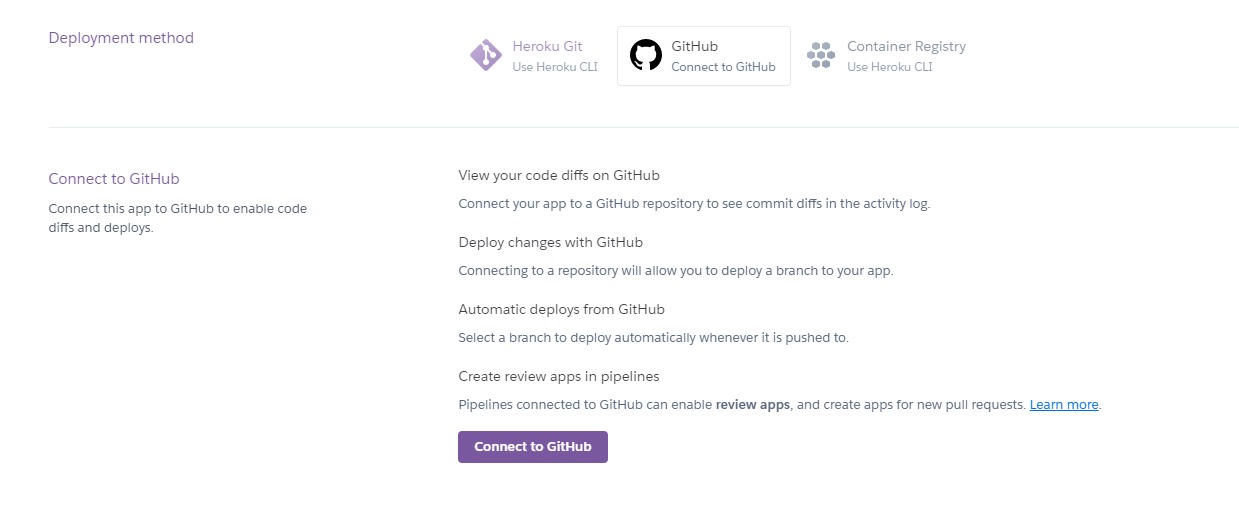 Deployment method
Heroku Git
Use Heroku CLI
GitHub
Connect to GitHub
Container Registry
Use Heroku CLI
Connect to GitHub
Connect this app to GitHub to enable code
diffs and deploys.
View your code diffs on GitHub
Connect your app to a GitHub repository to see commit diffs in the activity log.
Deploy changes with GitHub
Connecting to a repository will allow you to deploy a branch to your app.
Automatic deploys from GitHub
Select a branch to deploy automatically whenever it is pushed to.
Create review apps in pipelines
Pipelines connected to GitHub can enable review apps, and create apps for new pull requests. Learn more.
Connect to GitHub